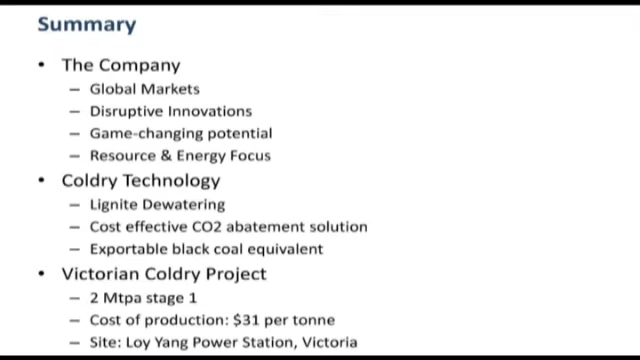 Summary
• The Company
– Global Markets
– Disruptive Innovations
– Game-changing potential
– Resource & Energy Focus
• Coldry Technology
– Lignite Dewatering
– Cost effective CO2 abatement solution
– Exportable black coal equivalent
• Victorian Coldry Project
– 2 Mtpa stage 1
– Cost of production: $31 per tonne
– Site: Loy Yang Power Station, Victoria